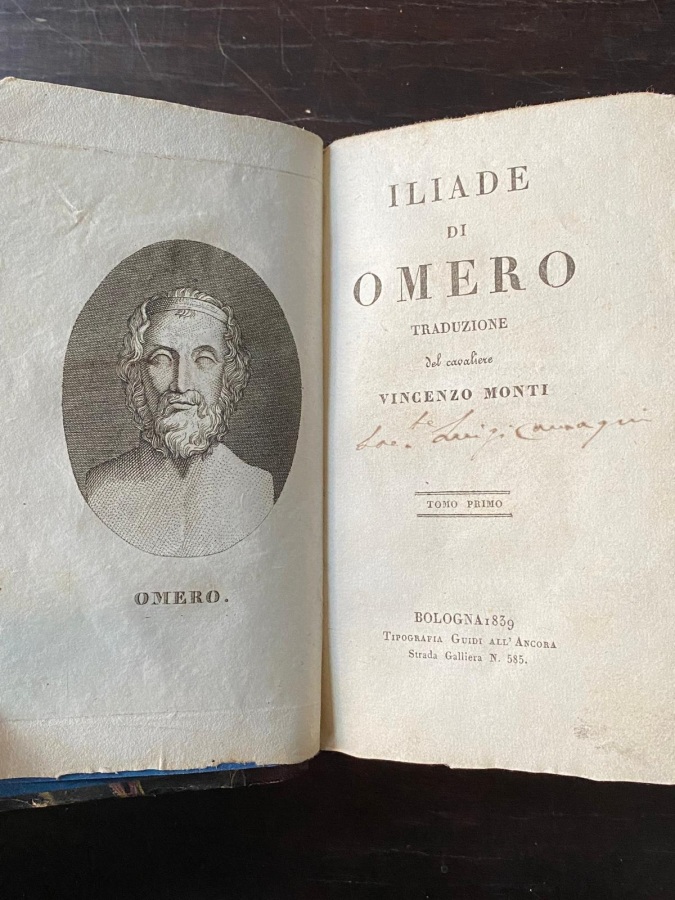 OMERO.
ILIADE
DI
OMERO
TRADUZIONE
del cavaliere
VINCENZO MONTI
Luigi
TOMO PRIMO
BOLOGNA 1839
TIPOGRAFIA GUIDI ALL' ANCORA
Strada Galliera N. 585.